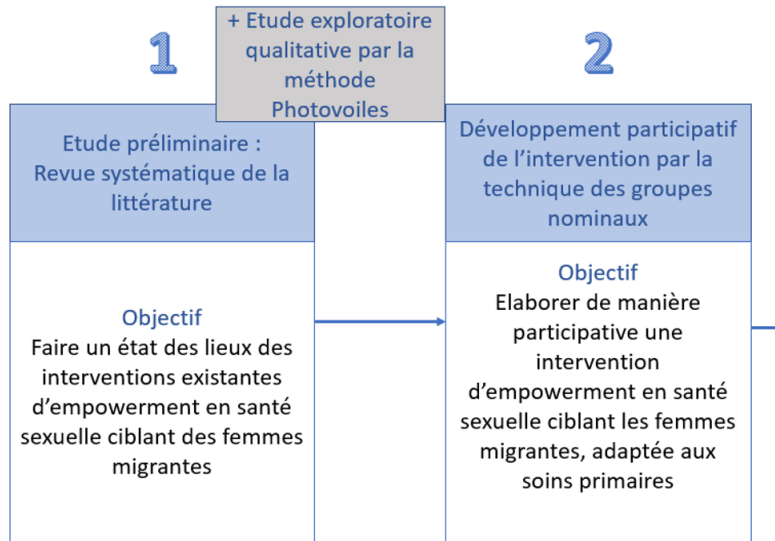 1
Etude préliminaire :
Revue systématique de la
littérature
Objectif
Faire un état des lieux des
interventions existantes
d’empowerment en santé
sexuelle ciblant des femmes
migrantes
+ Etude exploratoire
qualitative par la
méthode
Photovoiles
2
Développement participatif
de l’intervention par la
technique des groupes
nominaux
Objectif
Elaborer de manière
participative une
intervention
d’empowerment en santé
sexuelle ciblant les femmes
migrantes, adaptée aux
soins primaires